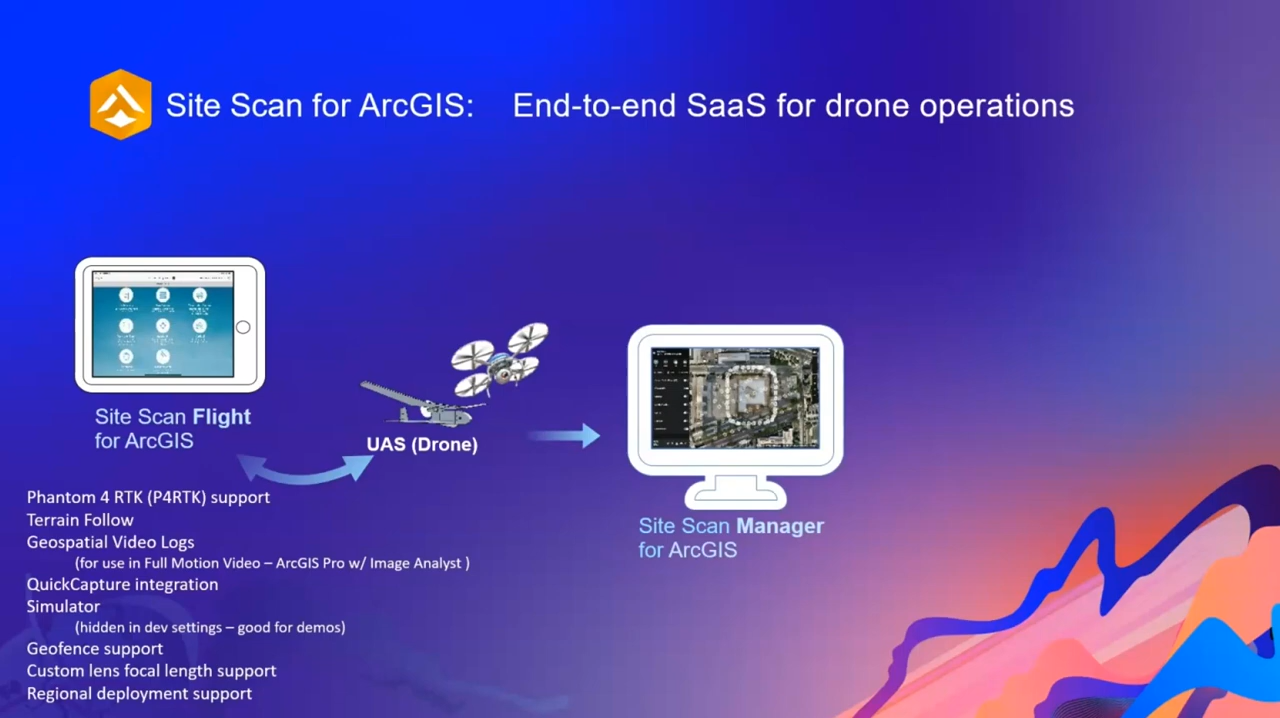 Site Scan for ArcGIS: End-to-end SaaS for drone operations
Site Scan Flight
for ArcGIS
UAS (Drone)
Site Scan Manager
for ArcGIS
Phantom 4 RTK (P4RTK) support
Terrain Follow
Geospatial Video Logs
(for use in Full Motion Video – ArcGIS Pro w/ Image Analyst )
QuickCapture integration
Simulator
(hidden in dev settings – good for demos)
Geofence support
Custom lens focal length support
Regional deployment support